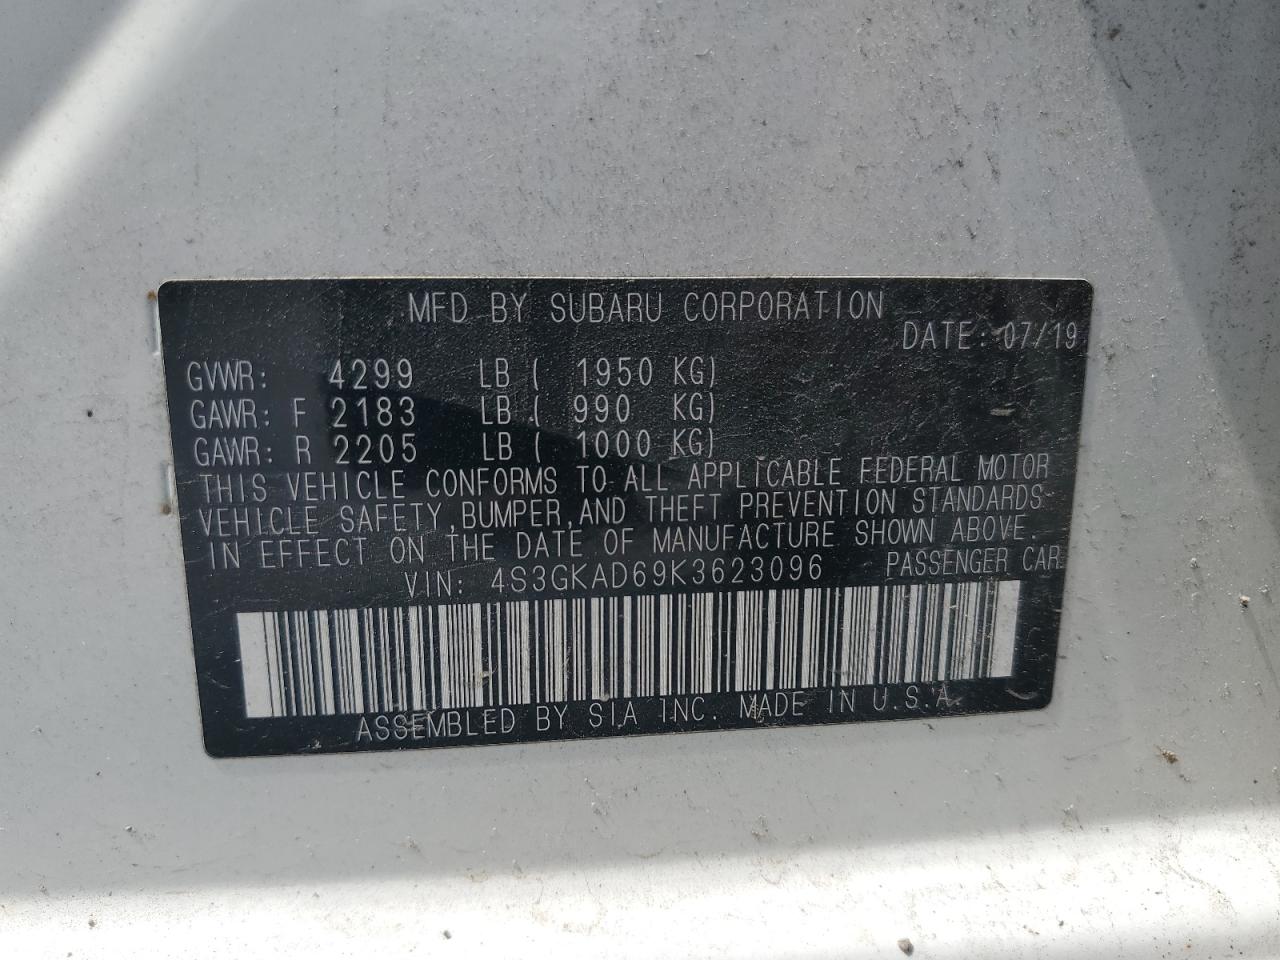 MFD BY SUBARU CORPORATION
DATE: 07/19
GVWR: 4299 LB ( 1950 KG)
GAWR: F 2183 LB ( 990 KG)
GAWR: R 2205 LB ( 1000 KG)
THIS VEHICLE CONFORMS TO ALL APPLICABLE FEDERAL MOTOR
VEHICLE SAFETY,BUMPER,AND THEFT PREVENTION STANDARDS
IN EFFECT ON THE DATE OF MANUFACTURE SHOWN ABOVE.
VIN: 4S3GKAD69K3623096 PASSENGER CAR
ASSEMBLED BY SIA INC. MADE IN U.S.A.